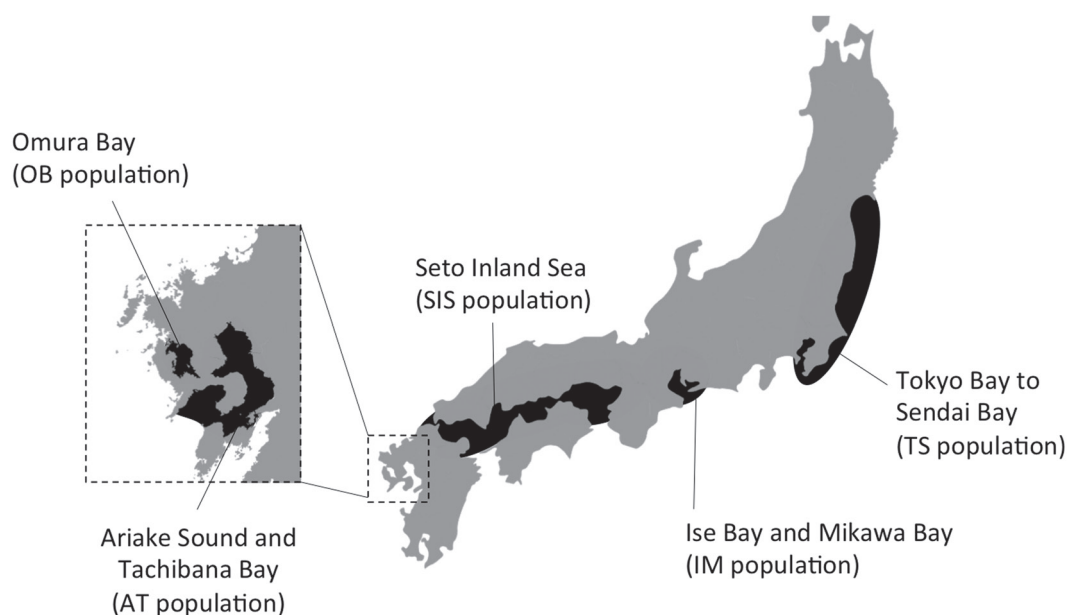 Omura Bay
(OB population)
Seto Inland Sea
(SIS population)
Tokyo Bay to
Sendai Bay
(TS population)
Ise Bay and Mikawa Bay
(IM population)
Ariake Sound and
Tachibana Bay
(AT population)